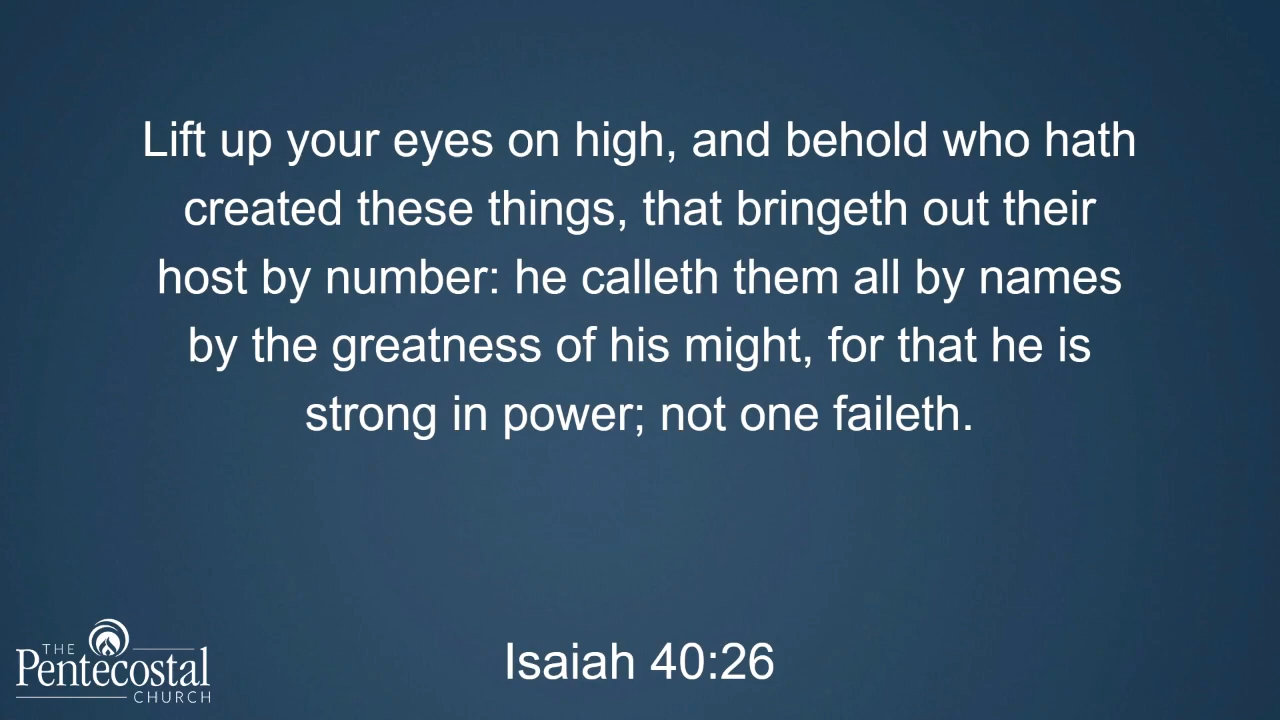 Lift up your eyes on high, and behold who hath
created these things, that bringeth out their
host by number: he calleth them all by names
by the greatness of his might, for that he is
strong in power; not one faileth.
Isaiah 40:26
THE
Pentecostal
CHURCH